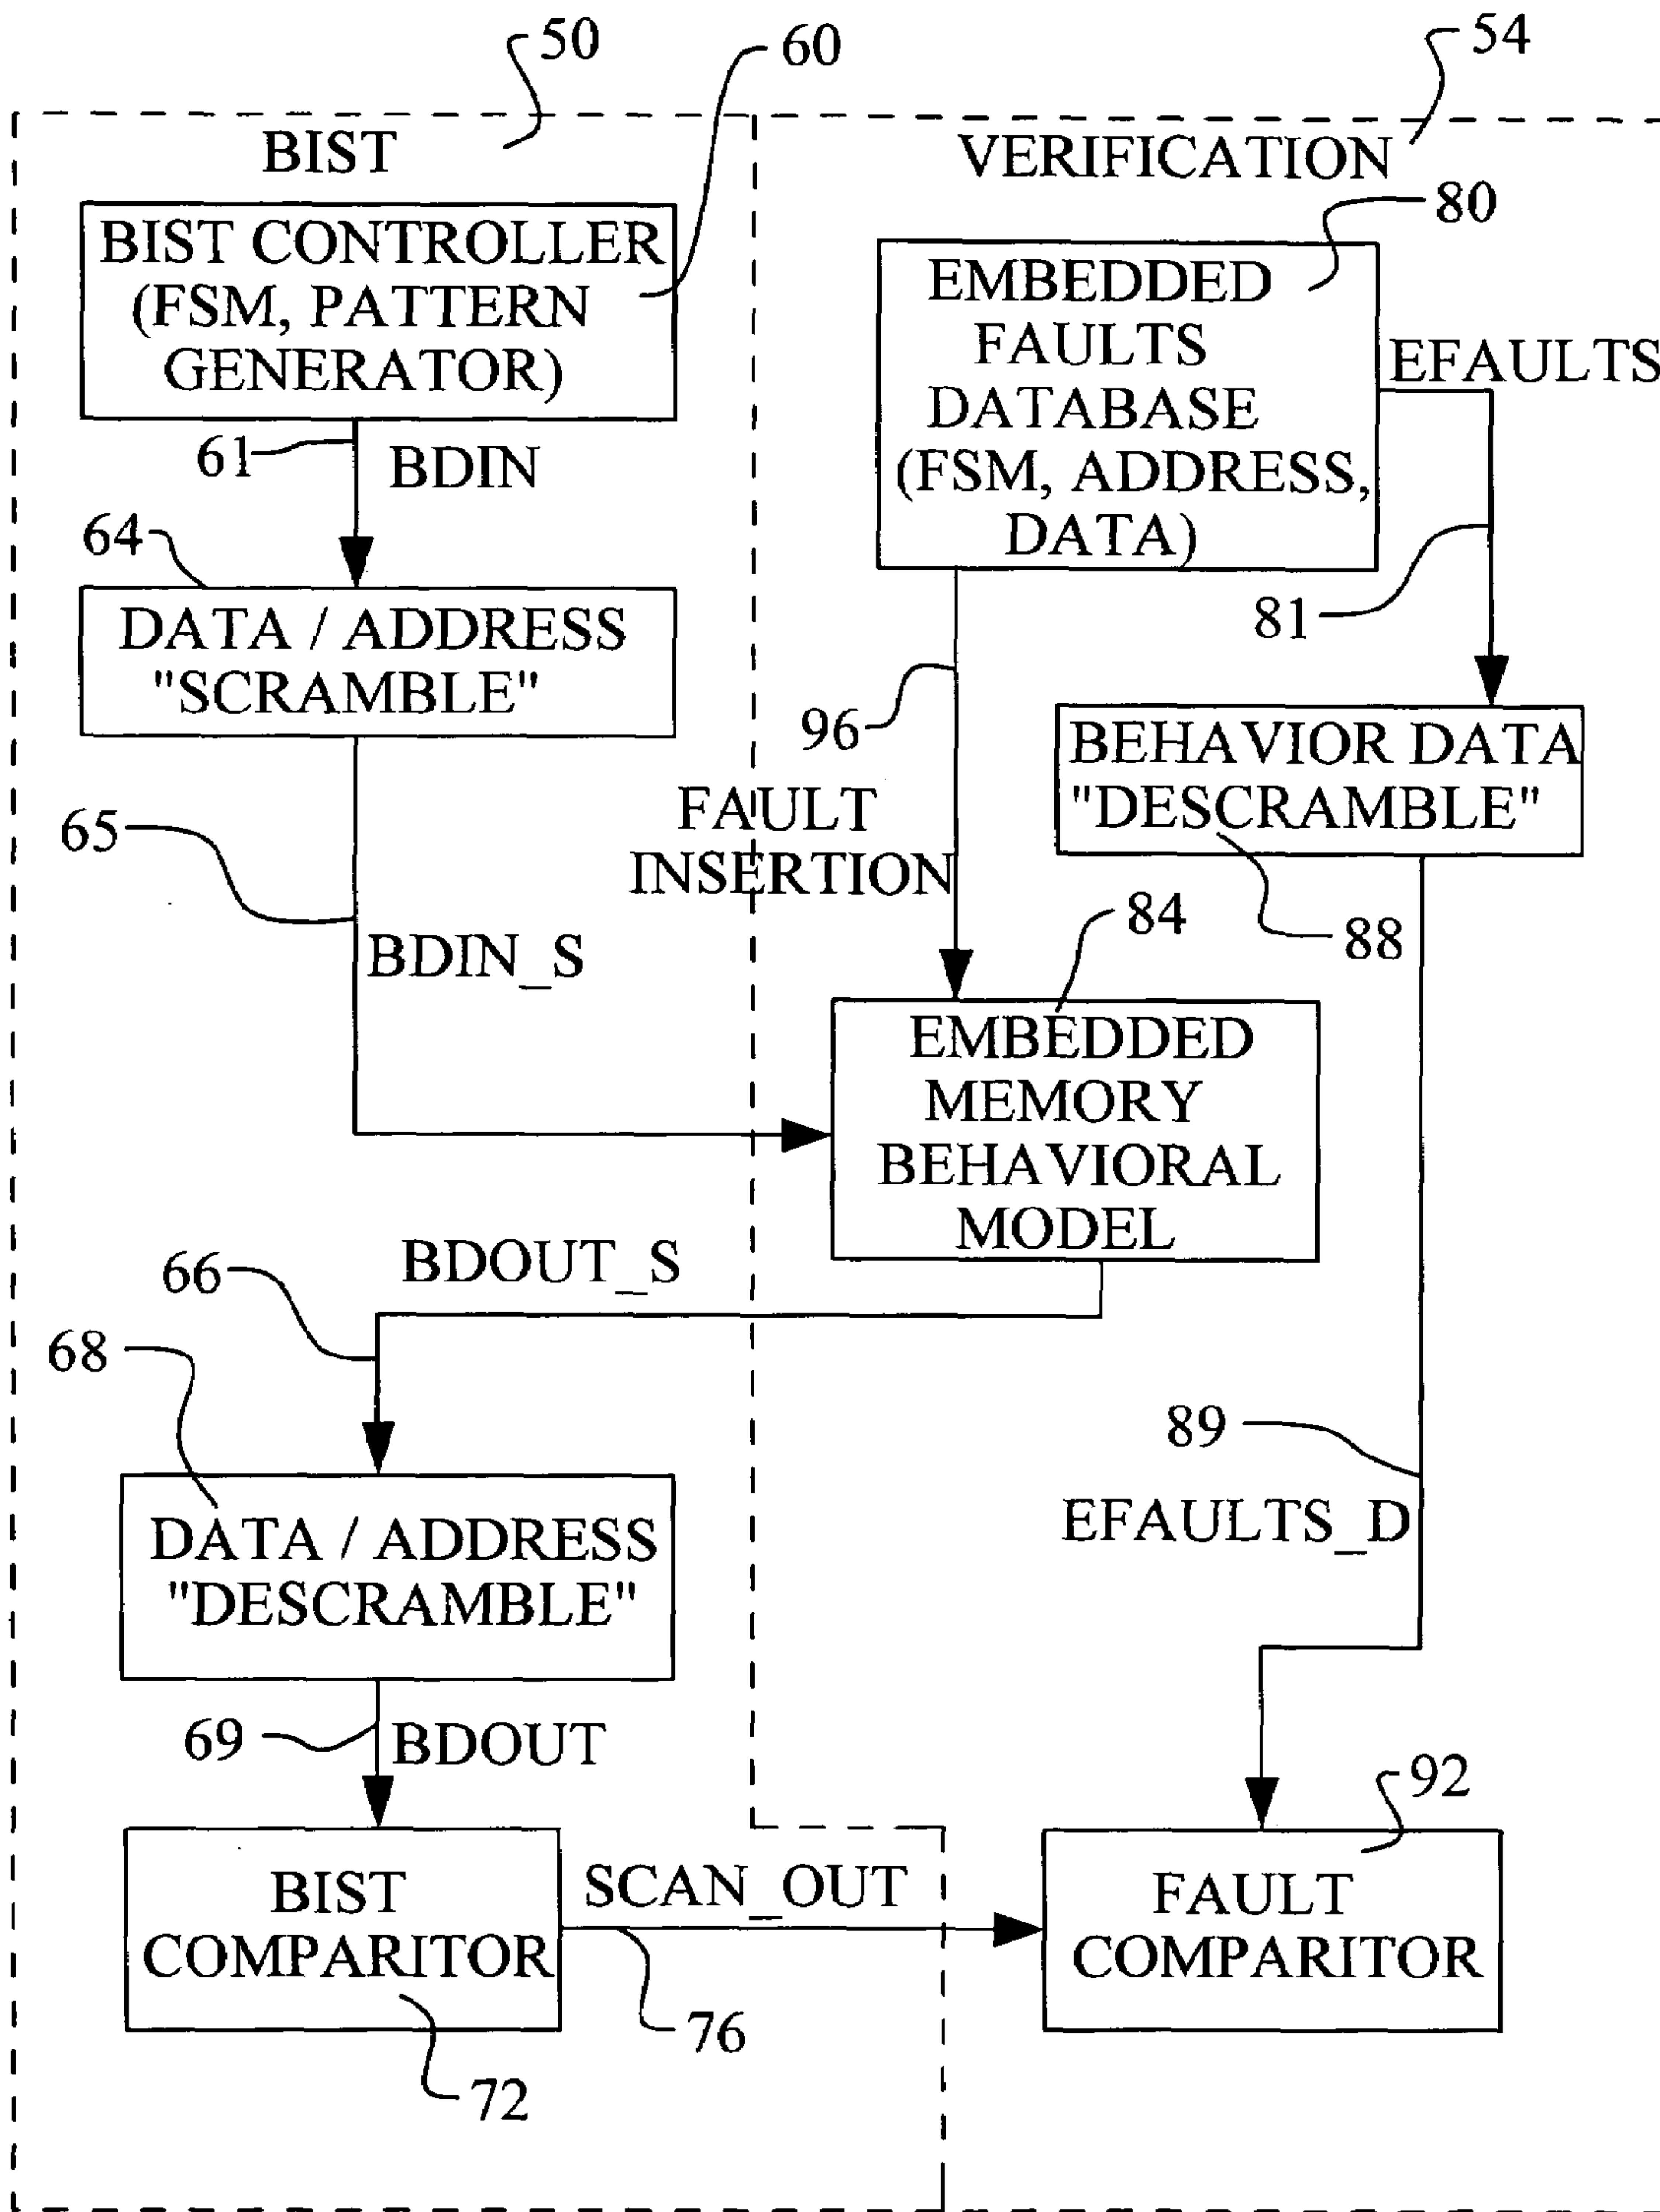 50
60
54
BIST
VERIFICATION
BIST CONTROLLER
(FSM, PATTERN
GENERATOR)
80
EMBEDDED
FAULTS
DATABASE
(FSM, ADDRESS,
DATA)
EFAULTS
61
BDIN
64
DATA / ADDRESS
"SCRAMBLE"
81
96
BEHAVIOR DATA
"DESCRAMBLE"
88
65
FAULT
INSERTION
BDIN_S
84
EMBEDDED
MEMORY
BEHAVIORAL
MODEL
66
BDOUT_S
68
DATA / ADDRESS
"DESCRAMBLE"
89
EFAULTS_D
69
BDOUT
92
BIST
COMPARITOR
SCAN_OUT
76
72
FAULT
COMPARITOR